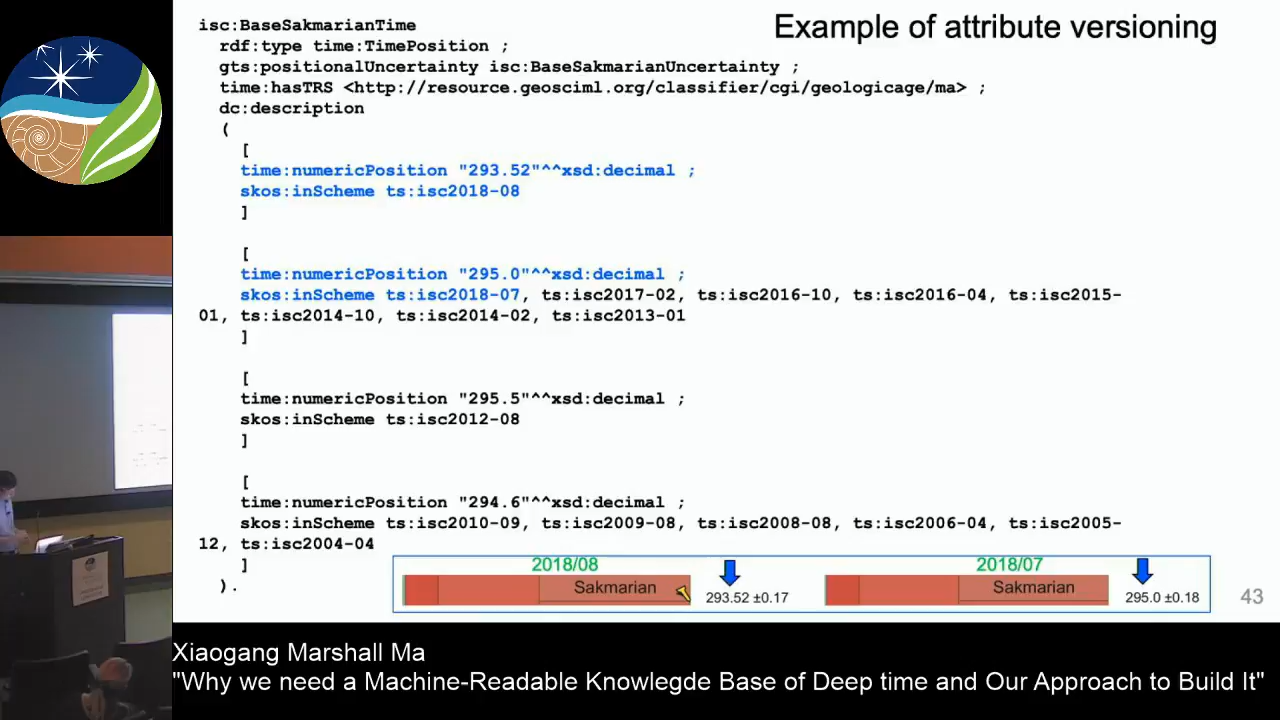 Example of attribute versioning
isc:BaseSakmarianTime
rdf:type time:TimePosition ;
gts:positionalUncertainty isc:BaseSakmarianUncertainty ;
time:hasTRS <http://resource.geosciml.org/classifier/cgi/geologicage/ma> ;
dc:description
(
[
time:numericPosition "293.52"^^xsd:decimal ;
skos:inScheme ts:isc2018-08
]
[
time:numericPosition "295.0"^^xsd:decimal ;
skos:inScheme ts:isc2018-07, ts:isc2017-02, ts:isc2016-10, ts:isc2016-04, ts:isc2015-
01, ts:isc2014-10, ts:isc2014-02, ts:isc2013-01
]
[
time:numericPosition "295.5"^^xsd:decimal ;
skos:inScheme ts:isc2012-08
]
[
time:numericPosition "294.6"^^xsd:decimal ;
skos:inScheme ts:isc2010-09, ts:isc2009-08, ts:isc2008-08, ts:isc2006-04, ts:isc2005-
12, ts:isc2004-04
]
).
2018/08
Sakmarian
293.52 ±0.17
2018/07
Sakmarian
295.0 ±0.18
43
Xiaogang Marshall Ma
"Why we need a Machine-Readable Knowlegde Base of Deep time and Our Approach to Build It"